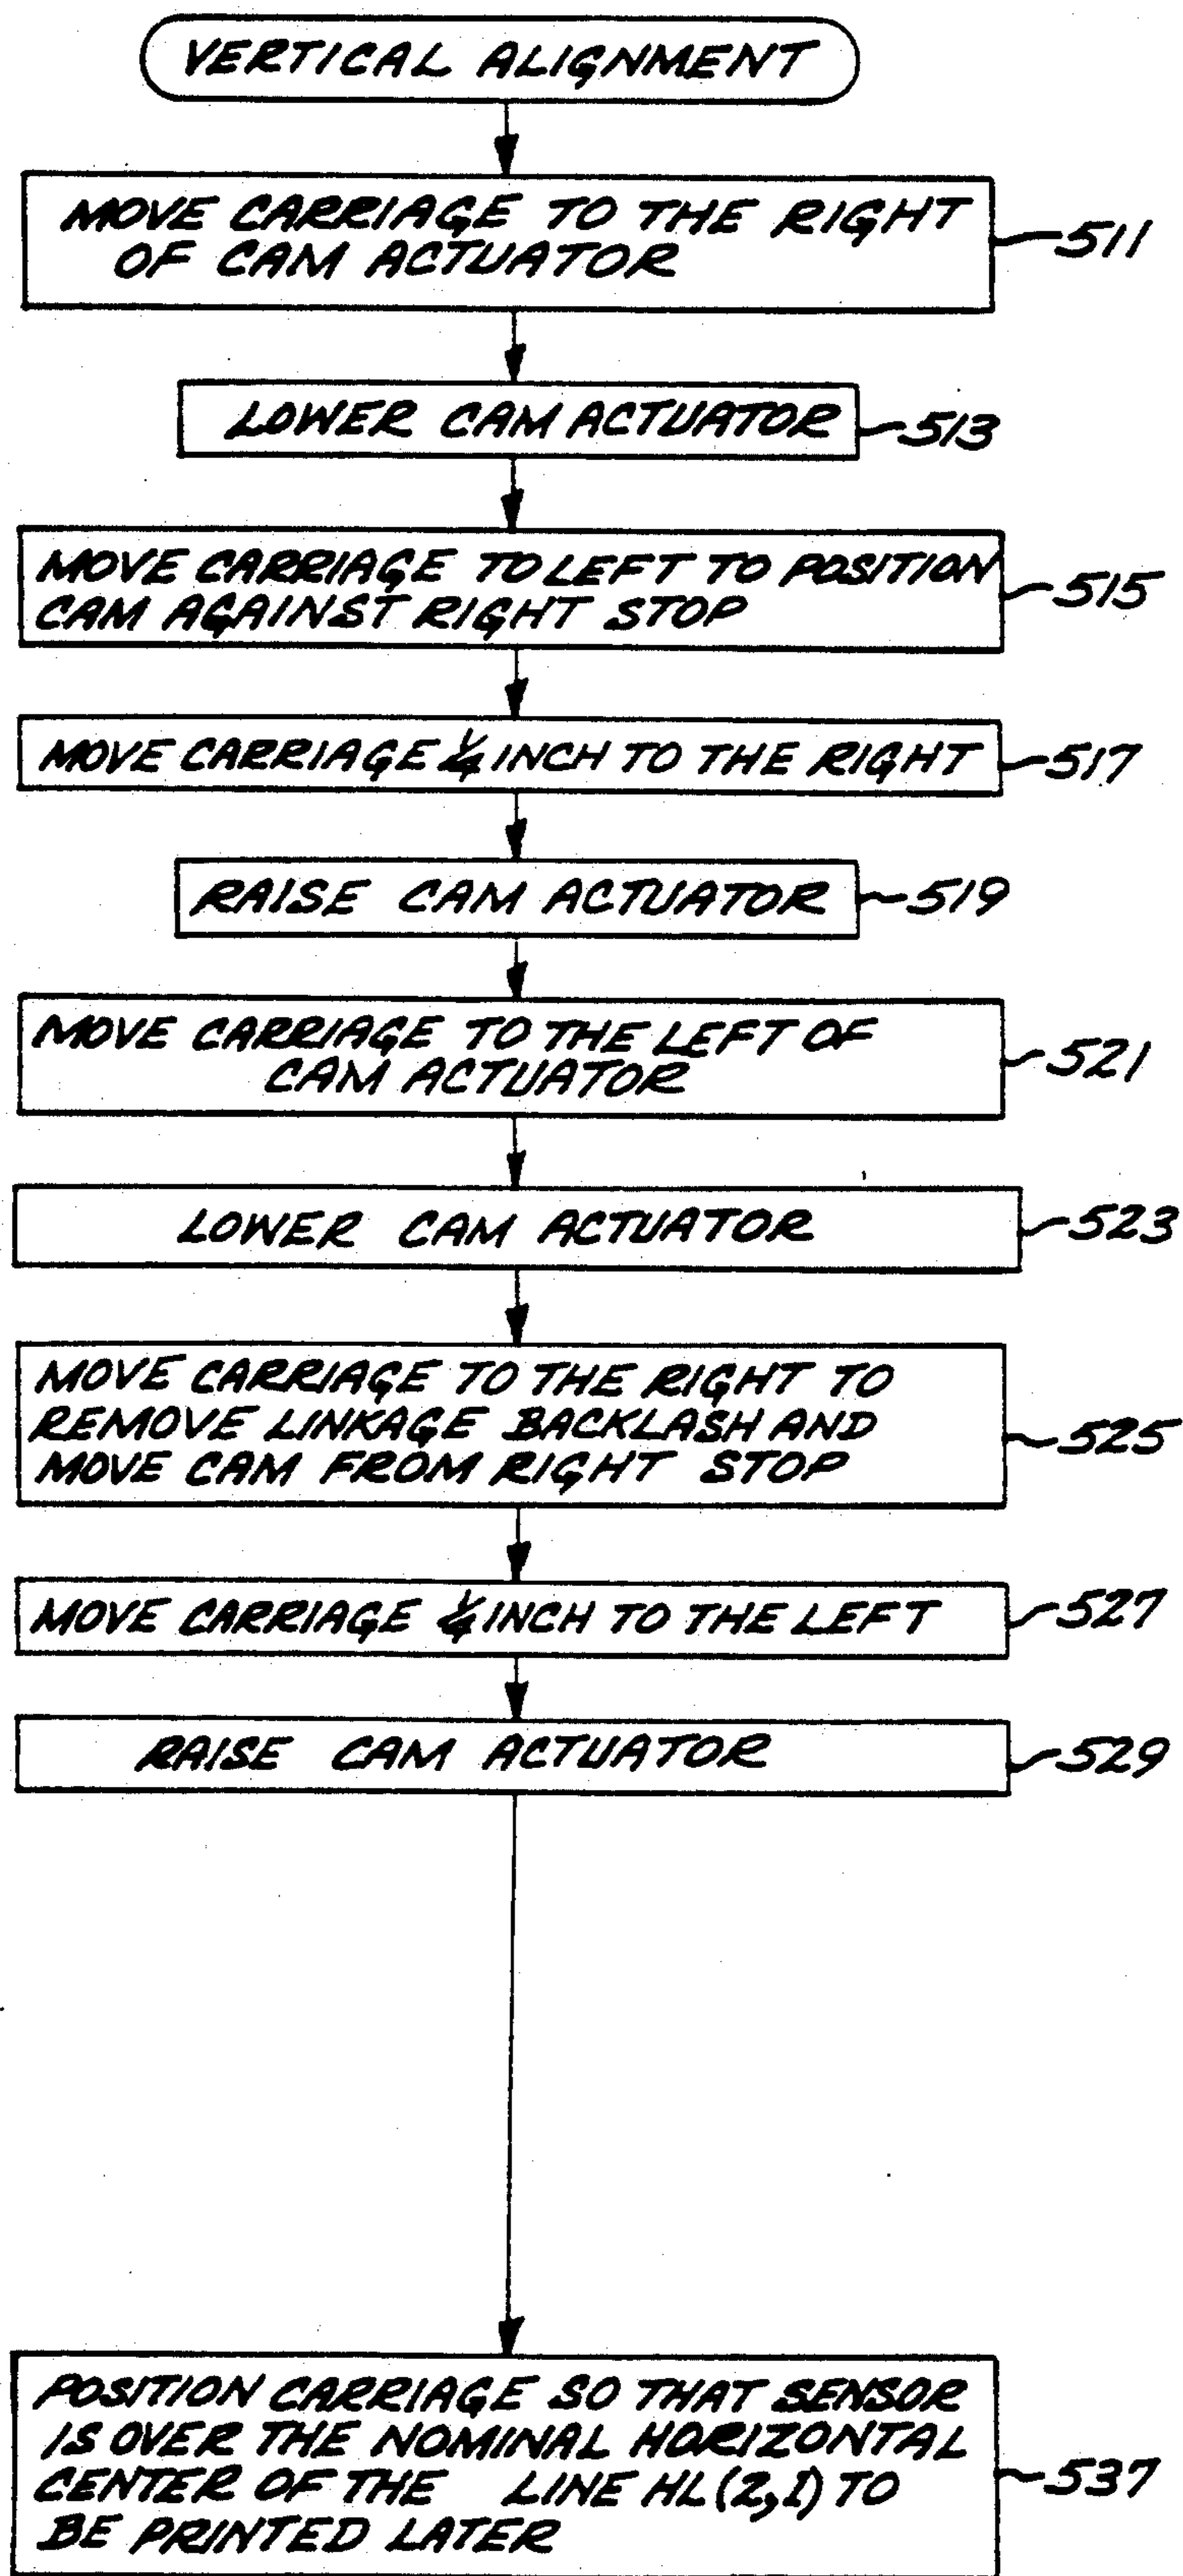 VERTICAL ALIGNMENT
MOVE CARRIAGE TO THE RIGHT
OF CAM ACTUATOR
511
LOWER CAM ACTUATOR
513
MOVE CARRIAGE TO LEFT TO POSITION
CAM AGAINST RIGHT STOP
515
MOVE CARRIAGE 1/4 INCH TO THE RIGHT
517
RAISE CAM ACTUATOR
519
MOVE CARRIAGE TO THE LEFT OF
CAM ACTUATOR
521
LOWER CAM ACTUATOR
523
MOVE CARRIAGE TO THE RIGHT TO
REMOVE LINKAGE BACKLASH AND
MOVE CAM FROM RIGHT STOP
525
MOVE CARRIAGE 1/4 INCH TO THE LEFT
527
RAISE CAM ACTUATOR
529
POSITION CARRIAGE SO THAT SENSOR
IS OVER THE NOMINAL HORIZONTAL
CENTER OF THE LINE HL(2,1) TO
BE PRINTED LATER
537